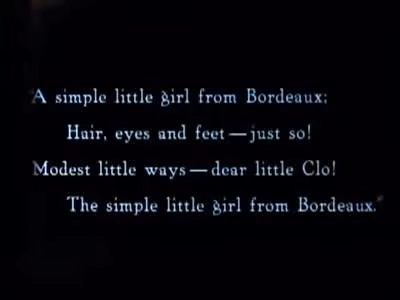 "A simple little girl from Bordeaux;
Hair, eyes and feet—just so!
Modest little ways—dear little Clo!
The simple little girl from Bordeaux."